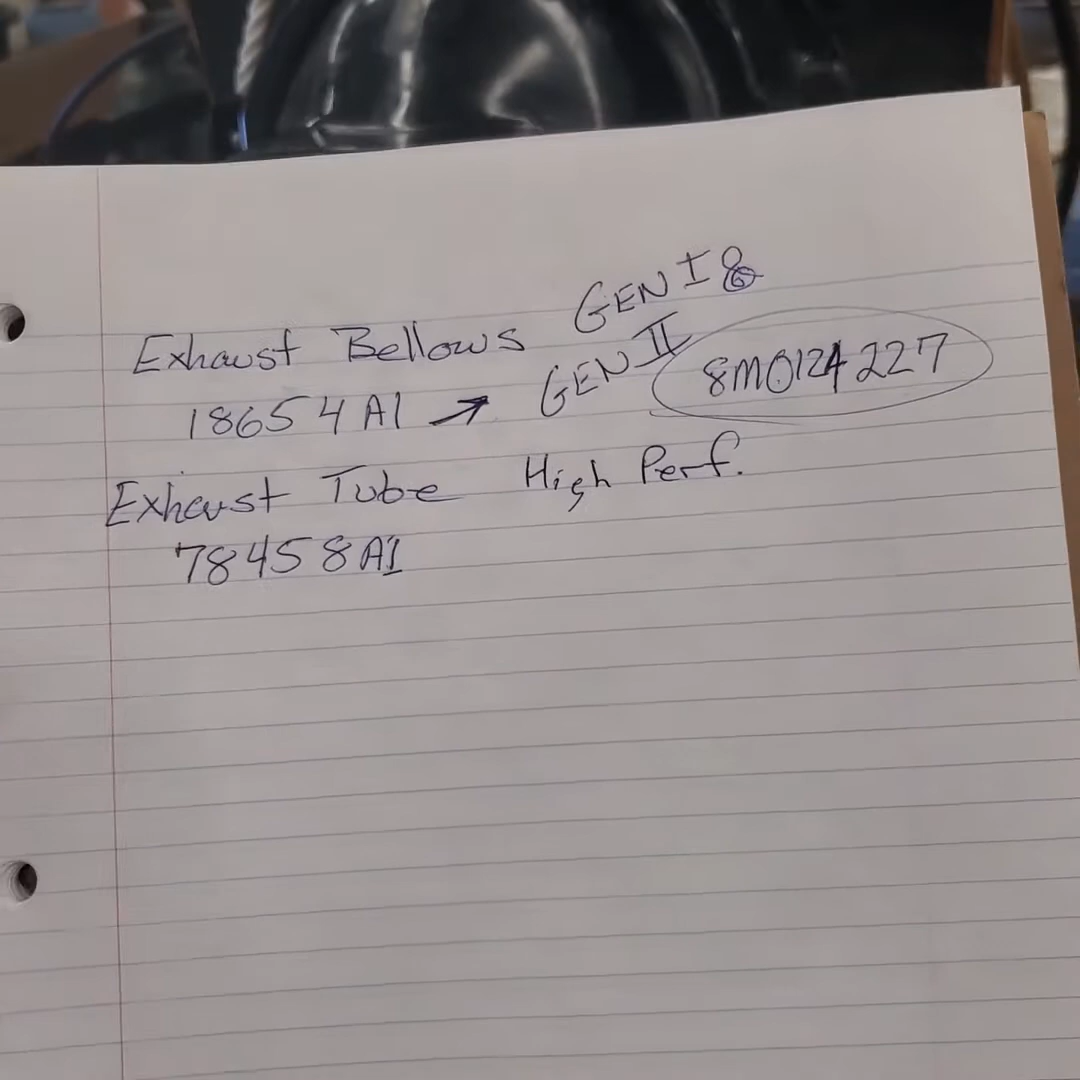 Exhaust Bellows GEN I &
18654A1 → GEN II 8M0124227
Exhaust Tube High Perf.
78458A1